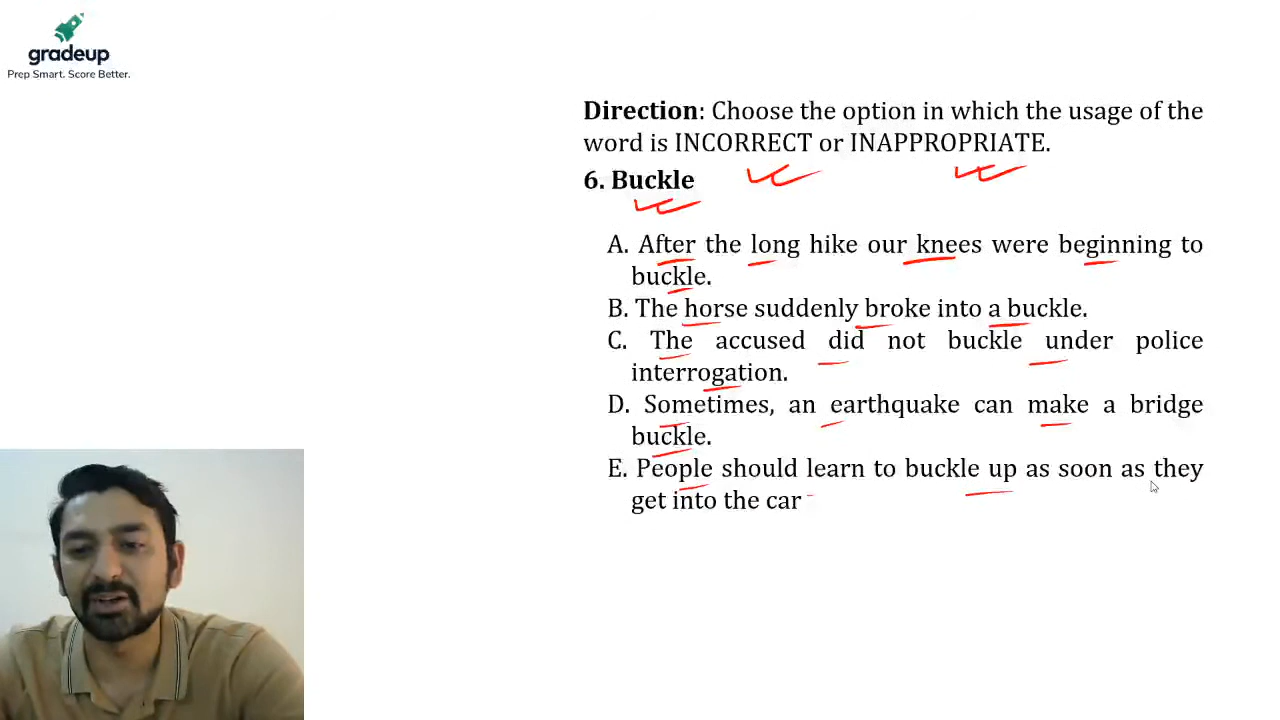 gradeup
Prep Smart. Score Better.
Direction: Choose the option in which the usage of the
word is INCORRECT or INAPPROPRIATE.
6. Buckle
A. After the long hike our knees were beginning to
buckle.
B. The horse suddenly broke into a buckle.
C. The accused did not buckle under police
interrogation.
D. Sometimes, an earthquake can make a bridge
buckle.
E. People should learn to buckle up as soon as they
get into the car